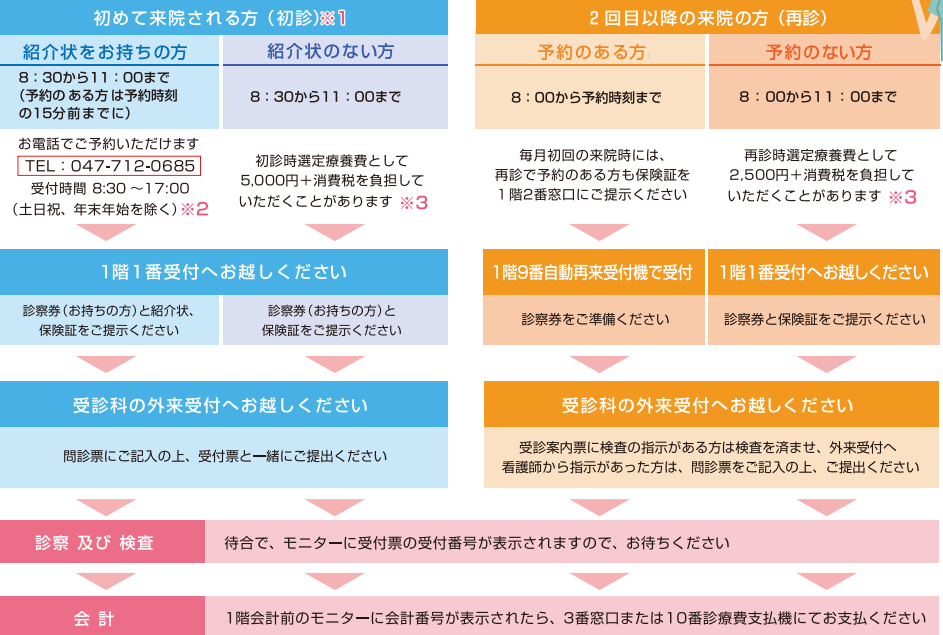 初めて来院される方（初診）※1
紹介状をお持ちの方
8：30から11：00まで
（予約のある方は予約時刻
の15分前までに）
お電話でご予約いただけます
TEL：047-712-0685
受付時間 8:30 ～17:00
（土日祝、年末年始を除く）※2
紹介状のない方
8：30から11：00まで
初診時選定療養費として
5,000円＋消費税を負担して
いただくことがあります ※3
1階1番受付へお越しください
診察券（お持ちの方）と紹介状、
保険証をご提示ください
診察券（お持ちの方）と
保険証をご提示ください
受診科の外来受付へお越しください
問診票にご記入の上、受付票と一緒にご提出ください
2回目以降の来院の方（再診）
予約のある方
8：00から予約時刻まで
毎月初回の来院時には、
再診で予約のある方も保険証を
1階2番窓口にご提示ください
予約のない方
8：00から11：00まで
再診時選定療養費として
2,500円＋消費税を負担して
いただくことがあります ※3
1階9番自動再来受付機で受付
診察券をご準備ください
1階1番受付へお越しください
診察券と保険証をご提示ください
受診科の外来受付へお越しください
受診案内票に検査の指示がある方は検査を済ませ、外来受付へ
看護師から指示があった方は、問診票をご記入の上、ご提出ください
診察 及び 検査
待合で、モニターに受付票の受付番号が表示されますので、お待ちください
会 計
1階会計前のモニターに会計番号が表示されたら、3番窓口または10番診療費支払機にてお支払ください